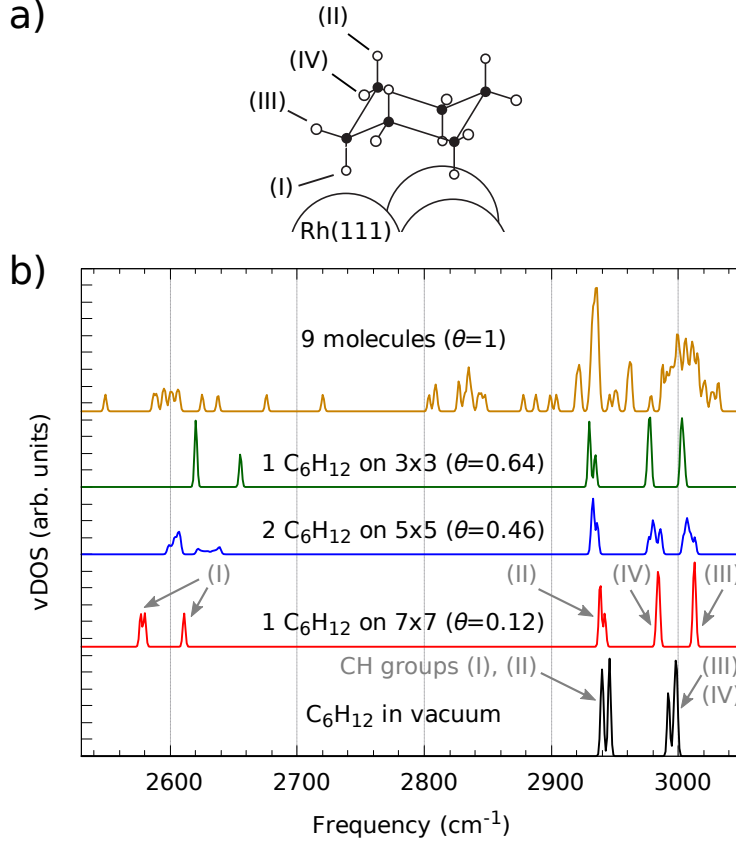 a)
(II)
(IV)
(III)
(I)
Rh(111)
b)
9 molecules (θ=1)
1 C₆H₁₂ on 3x3 (θ=0.64)
2 C₆H₁₂ on 5x5 (θ=0.46)
(I)
(II)
(IV)
(III)
1 C₆H₁₂ on 7x7 (θ=0.12)
CH groups (I), (II)
(III)
(IV)
C₆H₁₂ in vacuum
vDOS (arb. units)
2600
2700
2800
2900
3000
Frequency (cm⁻¹)